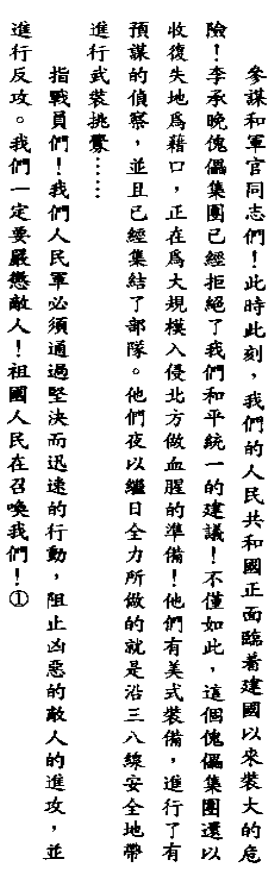 參謀和軍官同志們！此時此刻，我們的人民共和國正面臨着建國以來裝大的危
險！李承晚傀儡集團已經拒絕了我們和平統一的建議！不僅如此，這個傀儡集團還以
收復失地爲藉口，正在爲大規模入侵北方做血腥的準備！他們有美式裝備，進行了有
預謀的偵察，並且已經集結了部隊。他們夜以繼日全力所做的就是沿三八線安全地帶
進行武裝挑釁……
指戰員們！我們人民軍必須通過堅決而迅速的行動，阻止凶惡的敵人的進攻，並
進行反攻。我們一定要嚴懲敵人！祖國人民在召喚我們！①